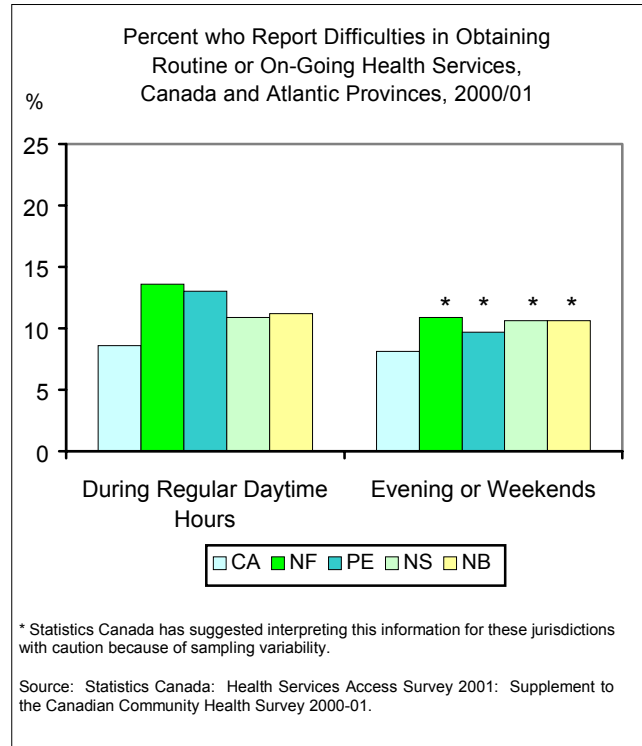 Percent who Report Difficulties in Obtaining
Routine or On-Going Health Services,
Canada and Atlantic Provinces, 2000/01
%
25
20
15
10
5
0
* * * *
During Regular Daytime
Hours
Evening or Weekends
CA NF PE NS NB
* Statistics Canada has suggested interpreting this information for these jurisdictions
with caution because of sampling variability.
Source: Statistics Canada: Health Services Access Survey 2001: Supplement to
the Canadian Community Health Survey 2000-01.